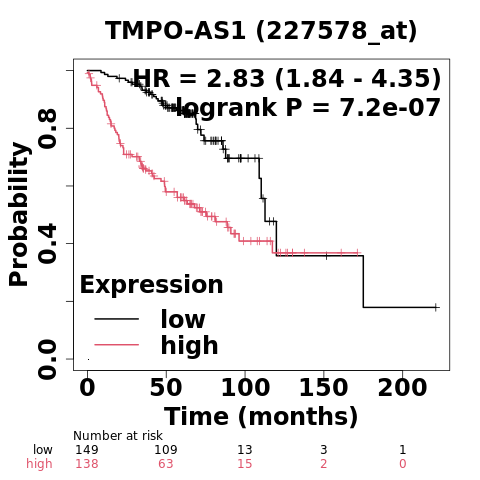 TMPO-AS1 (227578_at)
HR = 2.83 (1.84 - 4.35)
Logrank P = 7.2e-07
Probability
0.0 0.4 0.8
Expression
low
high
0 50 100 150 200
Time (months)
Number at risk
low 149 109 13 3 1
high 138 63 15 2 0